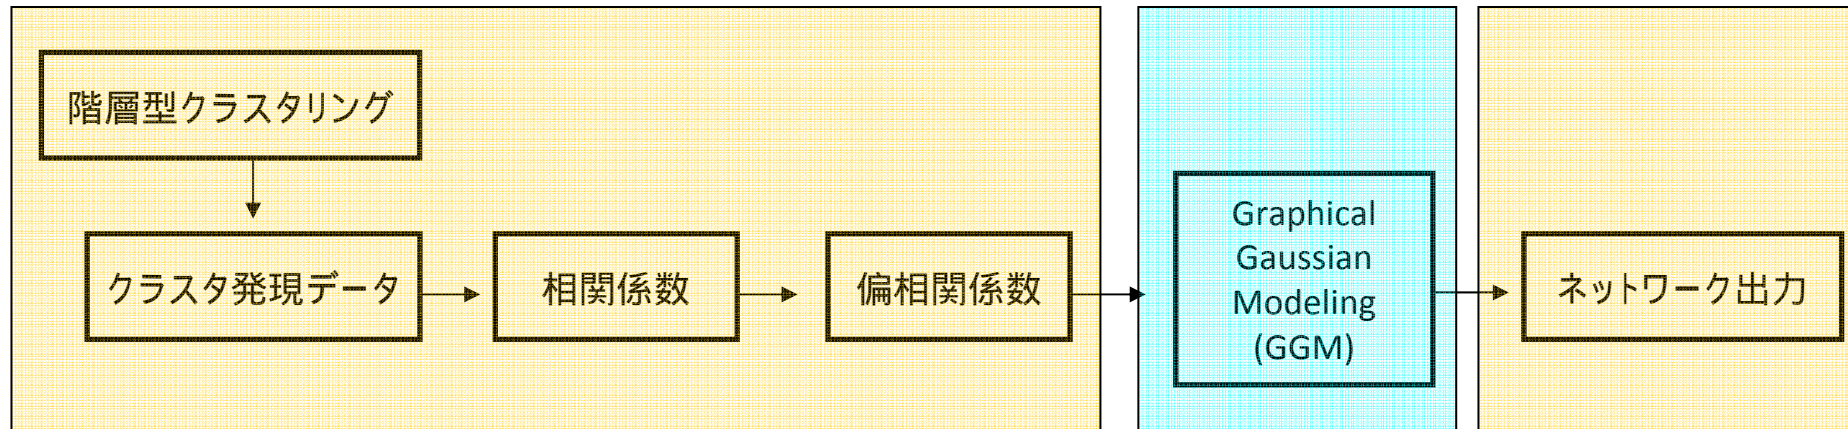 階層型クラスタリング
クラスタ発現データ
相関係数
偏相関係数
Graphical
Gaussian
Modeling
(GGM)
ネットワーク出力